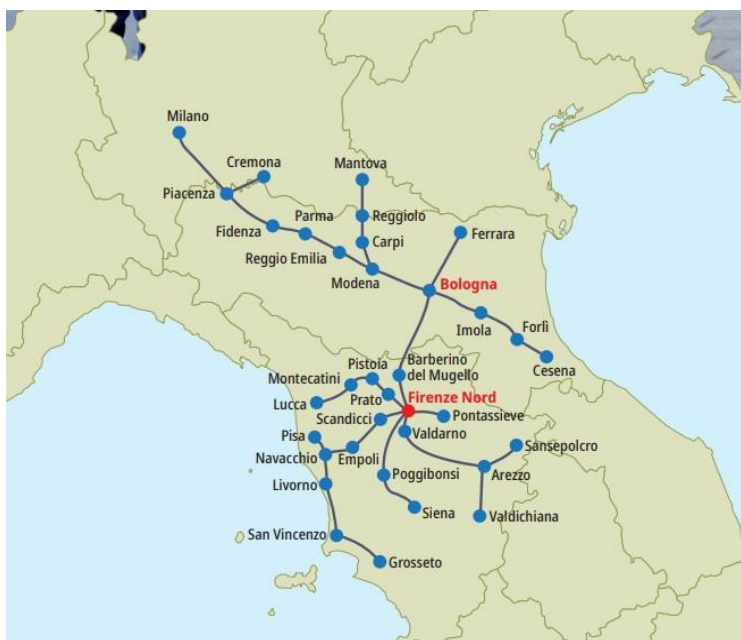 Milano
Cremona
Mantova
Piacenza
Parma
Reggiolo
Ferrara
Fidenza
Carpi
Reggio Emilia
Modena
Bologna
Imola
Forlì
Cesena
Pistoia
Barberino
del Mugello
Montecatini
Prato
Firenze Nord
Lucca
Scandicci
Pontassieve
Pisa
Valdarno
Sansepolcro
Navacchio
Empoli
Poggibonsi
Arezzo
Livorno
Siena
Valdichiana
San Vincenzo
Grosseto